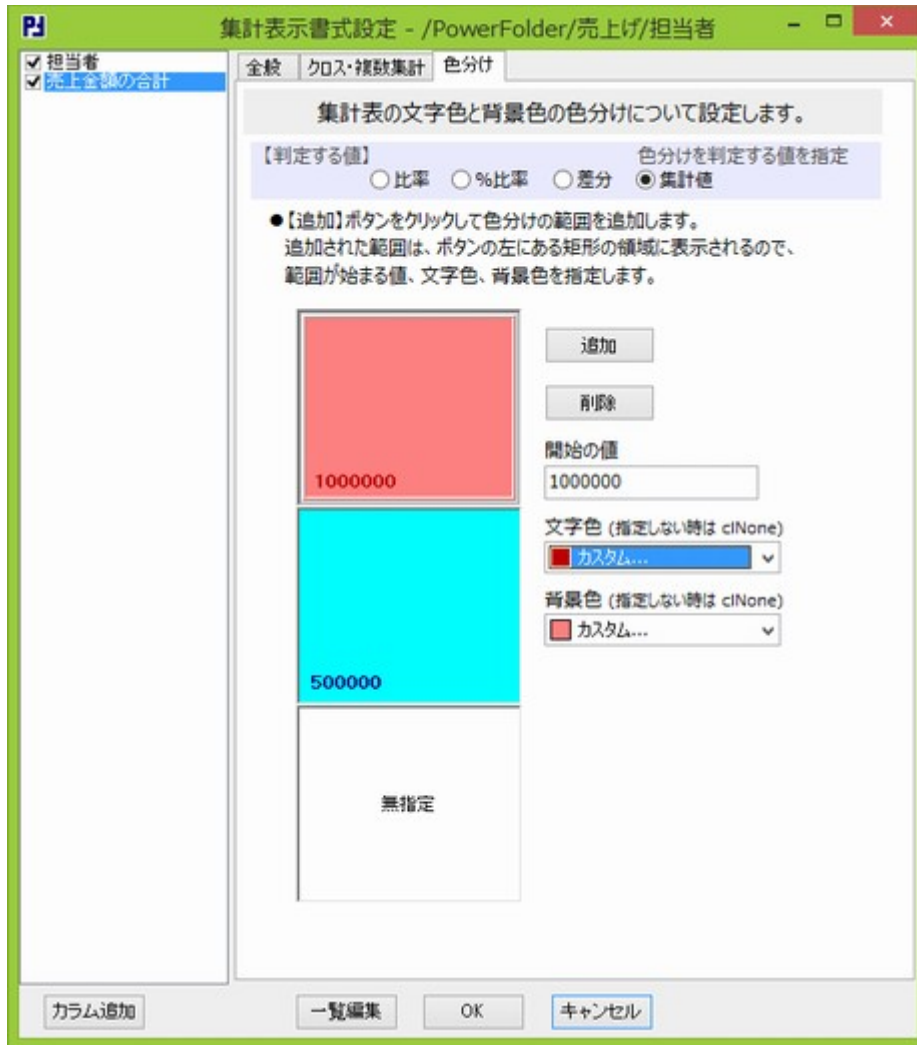 集計表示書式設定 - /PowerFolder/売上げ/担当者
担当者
売上金額の合計
全般 クロス・複数集計 色分け
集計表の文字色と背景色の色分けについて設定します。
【判定する値】 色分けを判定する値を指定
比率 %比率 差分 集計値
●【追加】ボタンをクリックして色分けの範囲を追加します。
追加された範囲は、ボタンの左にある矩形の領域に表示されるので、
範囲が始まる値、文字色、背景色を指定します。
追加
削除
開始の値
1000000
1000000
文字色 (指定しない時は clNone)
カスタム...
背景色 (指定しない時は clNone)
カスタム...
500000
無指定
カラム追加 一覧編集 OK キャンセル